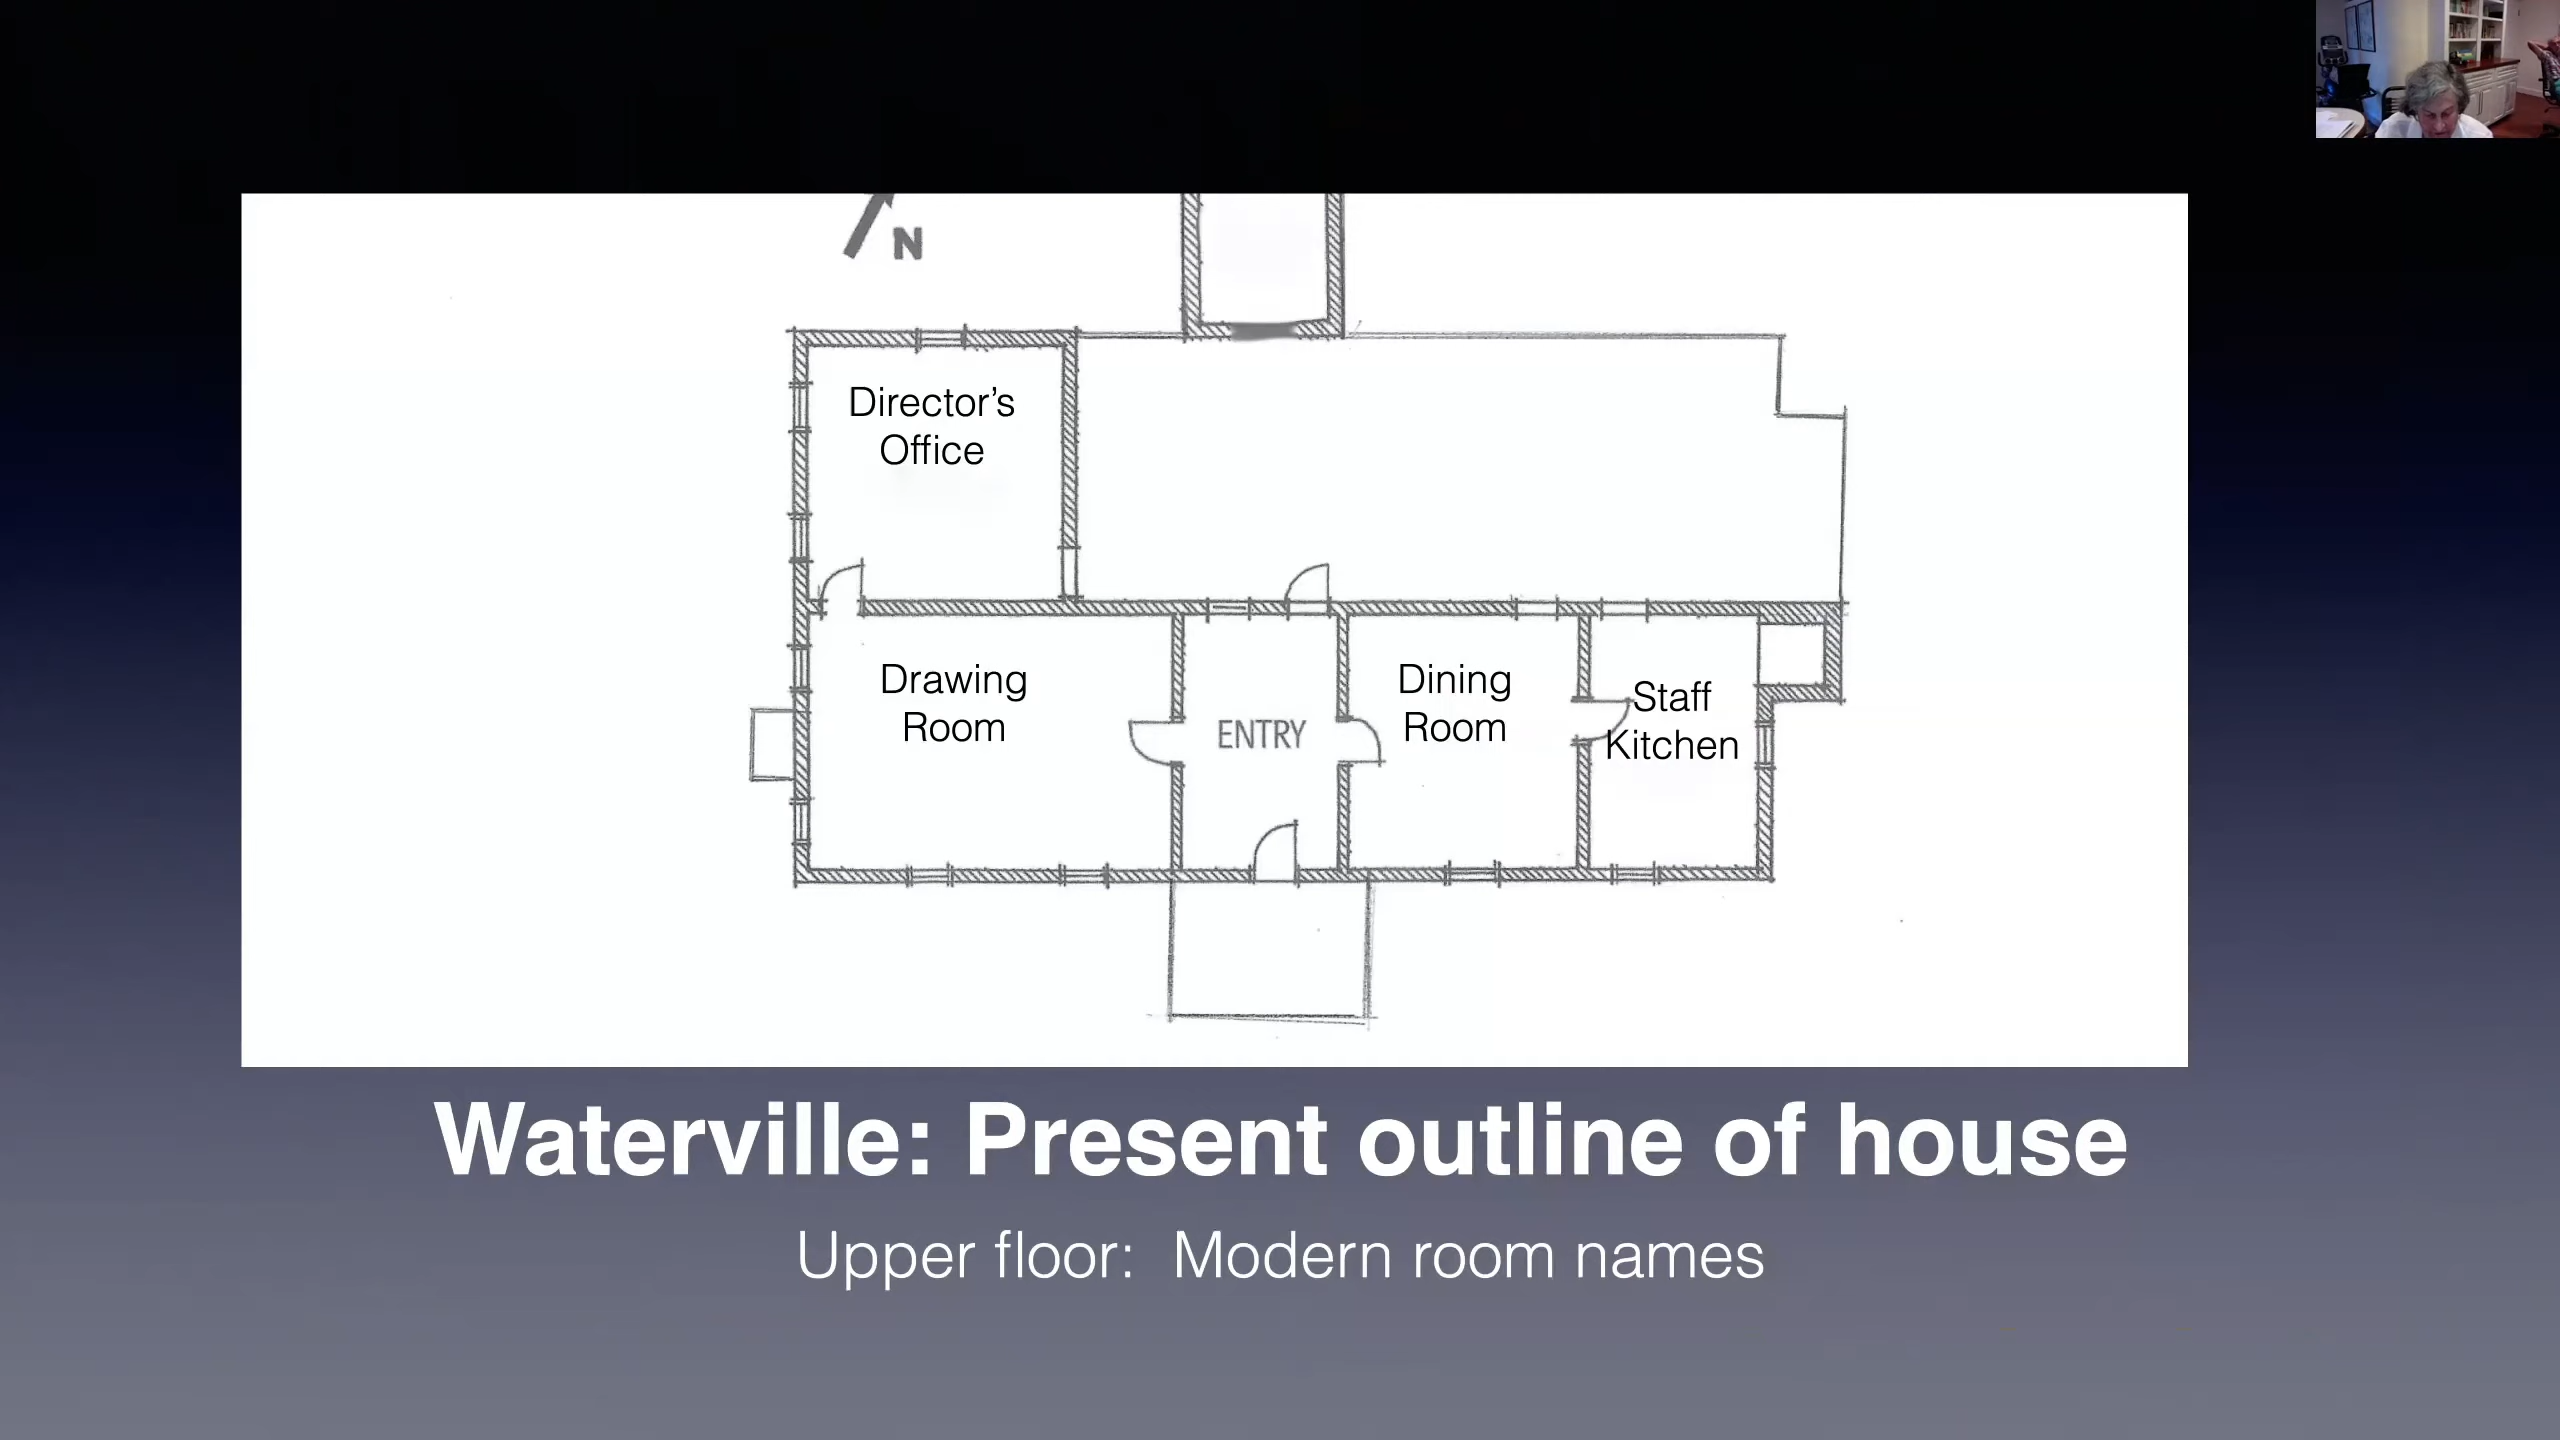 N
Director’s
Office
Drawing
Room
ENTRY
Dining
Room
Staff
Kitchen
Waterville: Present outline of house
Upper floor: Modern room names